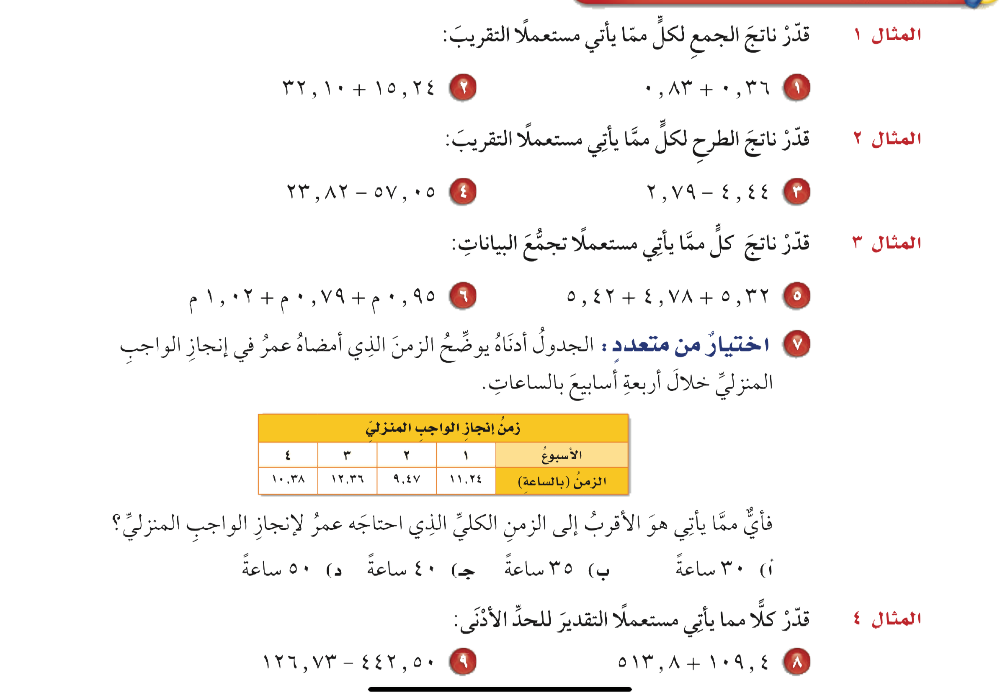 المثال ١ قدّرْ ناتجَ الجمعِ لكلٍّ ممّا يأتي مستعملًا التقريبَ:
١ ٠,٣٦ + ٠,٨٣ ٢ ١٥,٢٤ + ٣٢,١٠
المثال ٢ قدّرْ ناتجَ الطرحِ لكلٍّ ممَّا يأتِي مستعملًا التقريبَ:
٣ ٤,٤٤ – ٢,٧٩ ٤ ٥٧,٠٥ – ٢٣,٨٢
المثال ٣ قدّرْ ناتجَ كلٍّ ممَّا يأتِي مستعملًا تجمُّعَ البياناتِ:
٥ ٥,٣٢ + ٤,٧٨ + ٥,٤٢ ٦ ٠,٩٥ م + ٠,٧٩ م + ١,٠٢ م
٧ اختيارٌ من متعددٍ: الجدولُ أدنَاهُ يوضِّحُ الزمنَ الذِي أمضاهُ عمرُ في إنجازِ الواجبِ
المنزليِّ خلالَ أربعةِ أسابيعَ بالساعاتِ.
زمنُ إنجازِ الواجبِ المنزليِّ
الأسبوعُ ١ ٢ ٣ ٤
الزمنُ (بالساعةِ) ١١,٢٤ ٩,٤٧ ١٢,٣٦ ١٠,٣٨
فأيٌّ ممَّا يأتِي هوَ الأقربُ إلى الزمنِ الكليِّ الذِي احتاجَه عمرُ لإنجازِ الواجبِ المنزليِّ؟
أ) ٣٠ ساعةً ب) ٣٥ ساعةً جـ) ٤٠ ساعةً د) ٥٠ ساعةً
المثال ٤ قدّرْ كلًّا مما يأتِي مستعملًا التقديرَ للحدِّ الأدْنَى:
٨ ١٠٩,٤ + ٥١٣,٨ ٩ ٤٤٢,٥٠ – ١٢٦,٧٣